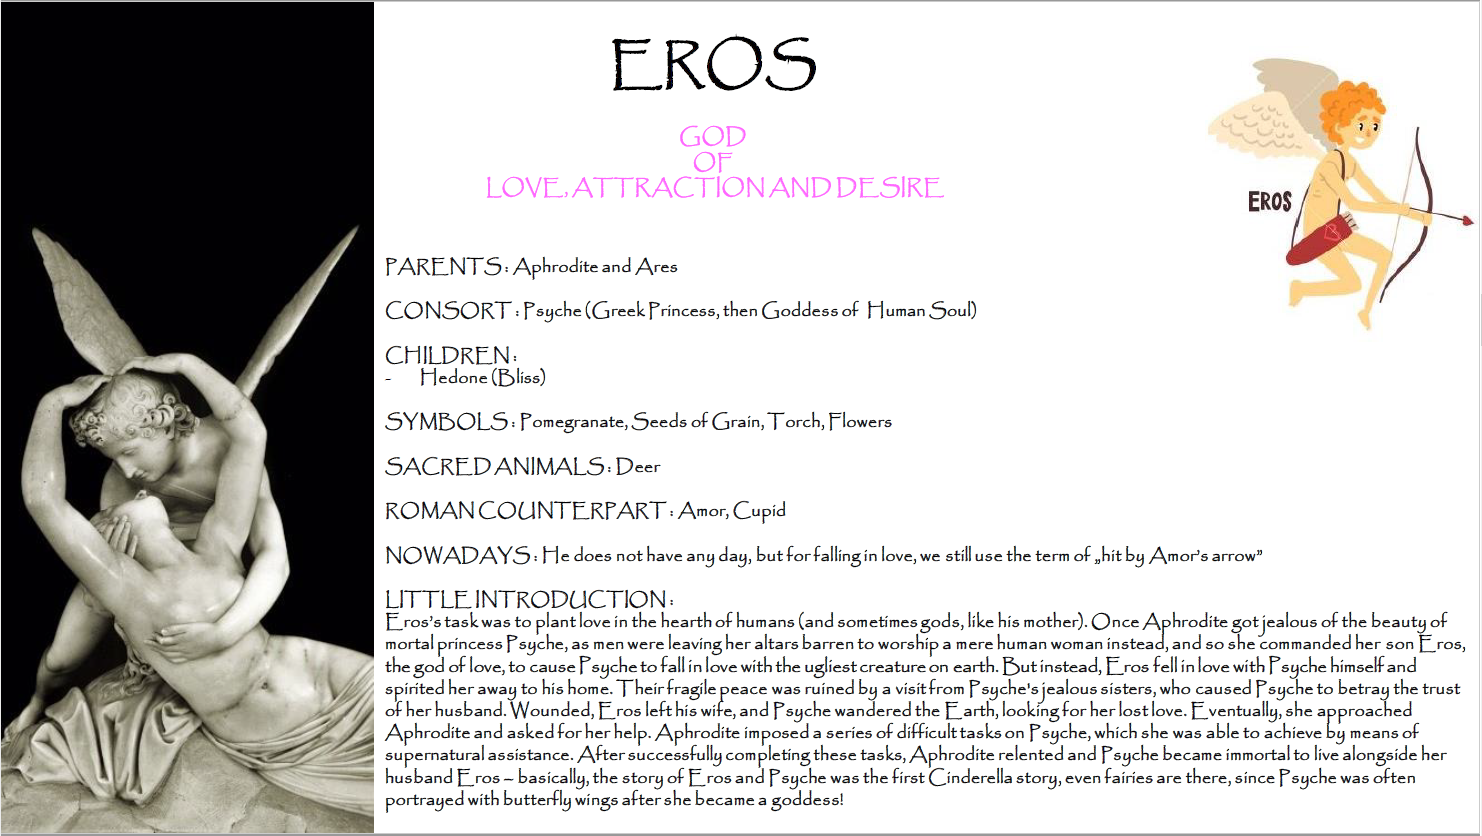 EROS
GOD
OF
LOVE, ATTRACTION AND DESIRE
EROS
PARENTS : Aphrodite and Ares
CONSORT : Psyche (Greek Princess, then Goddess of Human Soul)
CHILDREN :
- Hedone (Bliss)
SYMBOLS : Pomegranate, Seeds of Grain, Torch, Flowers
SACRED ANIMALS : Deer
ROMAN COUNTERPART : Amor, Cupid
NOWADAYS : He does not have any day, but for falling in love, we still use the term of „hit by Amor’s arrow”
LITTLE INTRODUCTION :
Eros’s task was to plant love in the hearth of humans (and sometimes gods, like his mother). Once Aphrodite got jealous of the beauty of
mortal princess Psyche, as men were leaving her altars barren to worship a mere human woman instead, and so she commanded her son Eros,
the god of love, to cause Psyche to fall in love with the ugliest creature on earth. But instead, Eros fell in love with Psyche himself and
spirited her away to his home. Their fragile peace was ruined by a visit from Psyche's jealous sisters, who caused Psyche to betray the trust
of her husband. Wounded, Eros left his wife, and Psyche wandered the Earth, looking for her lost love. Eventually, she approached
Aphrodite and asked for her help. Aphrodite imposed a series of difficult tasks on Psyche, which she was able to achieve by means of
supernatural assistance. After successfully completing these tasks, Aphrodite relented and Psyche became immortal to live alongside her
husband Eros – basically, the story of Eros and Psyche was the first Cinderella story, even fairies are there, since Psyche was often
portrayed with butterfly wings after she became a goddess!